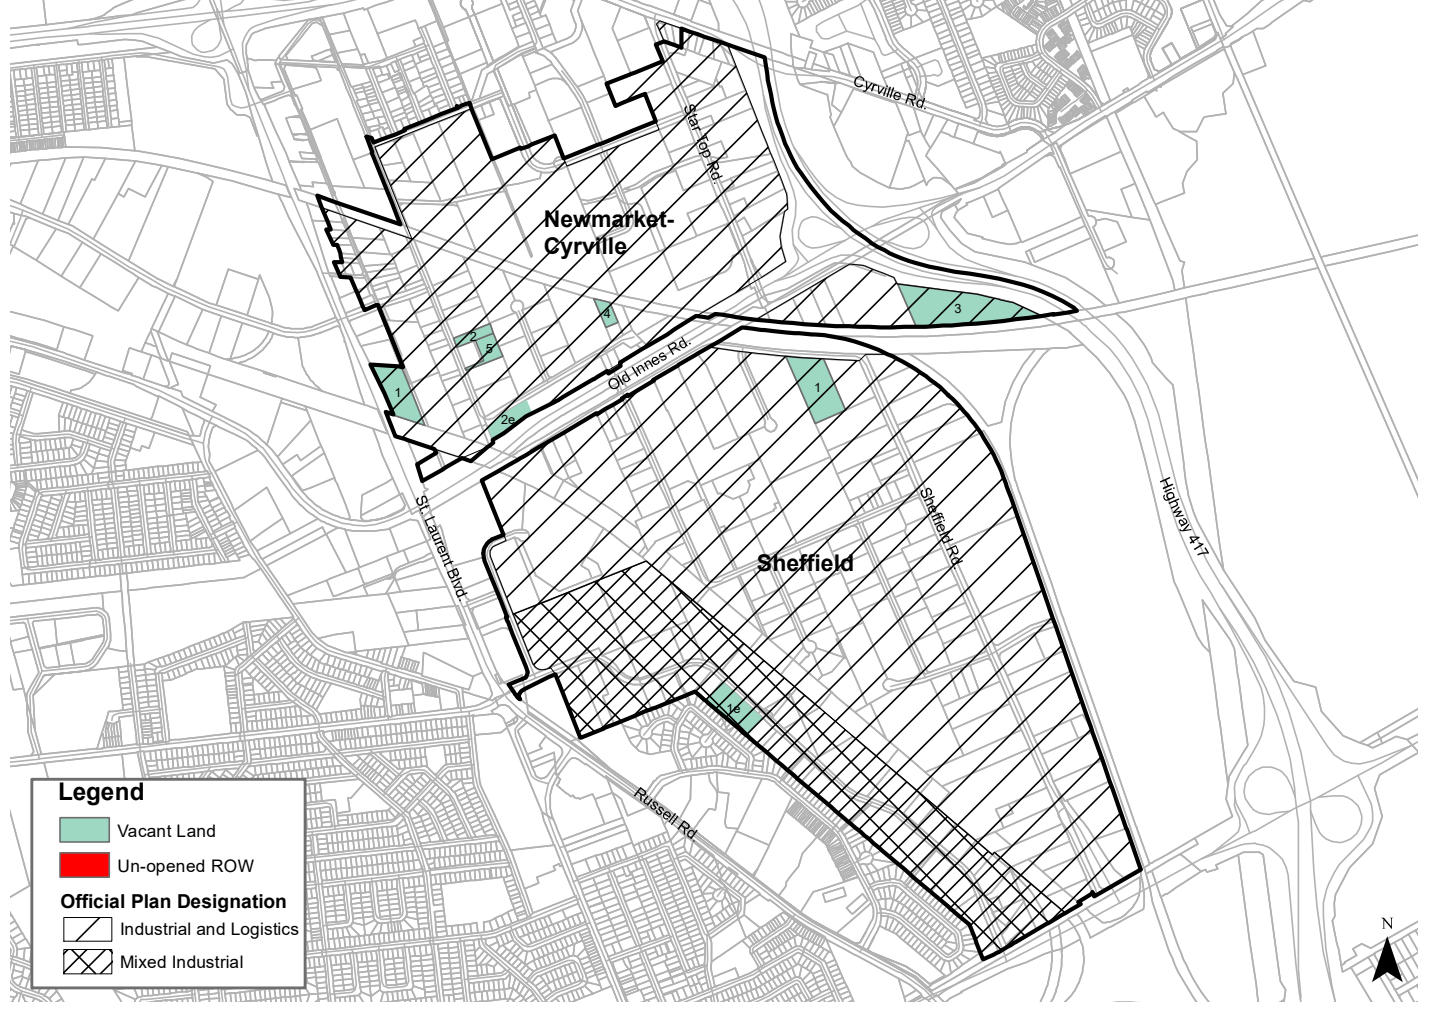 Cyrville Rd.
Star Top Rd.
Newmarket-
Cyrville
3
4
2
5
Old Innes Rd.
1
1
2e
St. Laurent Blvd.
Sheffield Rd.
Highway 417
Sheffield
1e
Russell Rd.
Legend
Vacant Land
Un-opened ROW
Official Plan Designation
Industrial and Logistics
Mixed Industrial
N